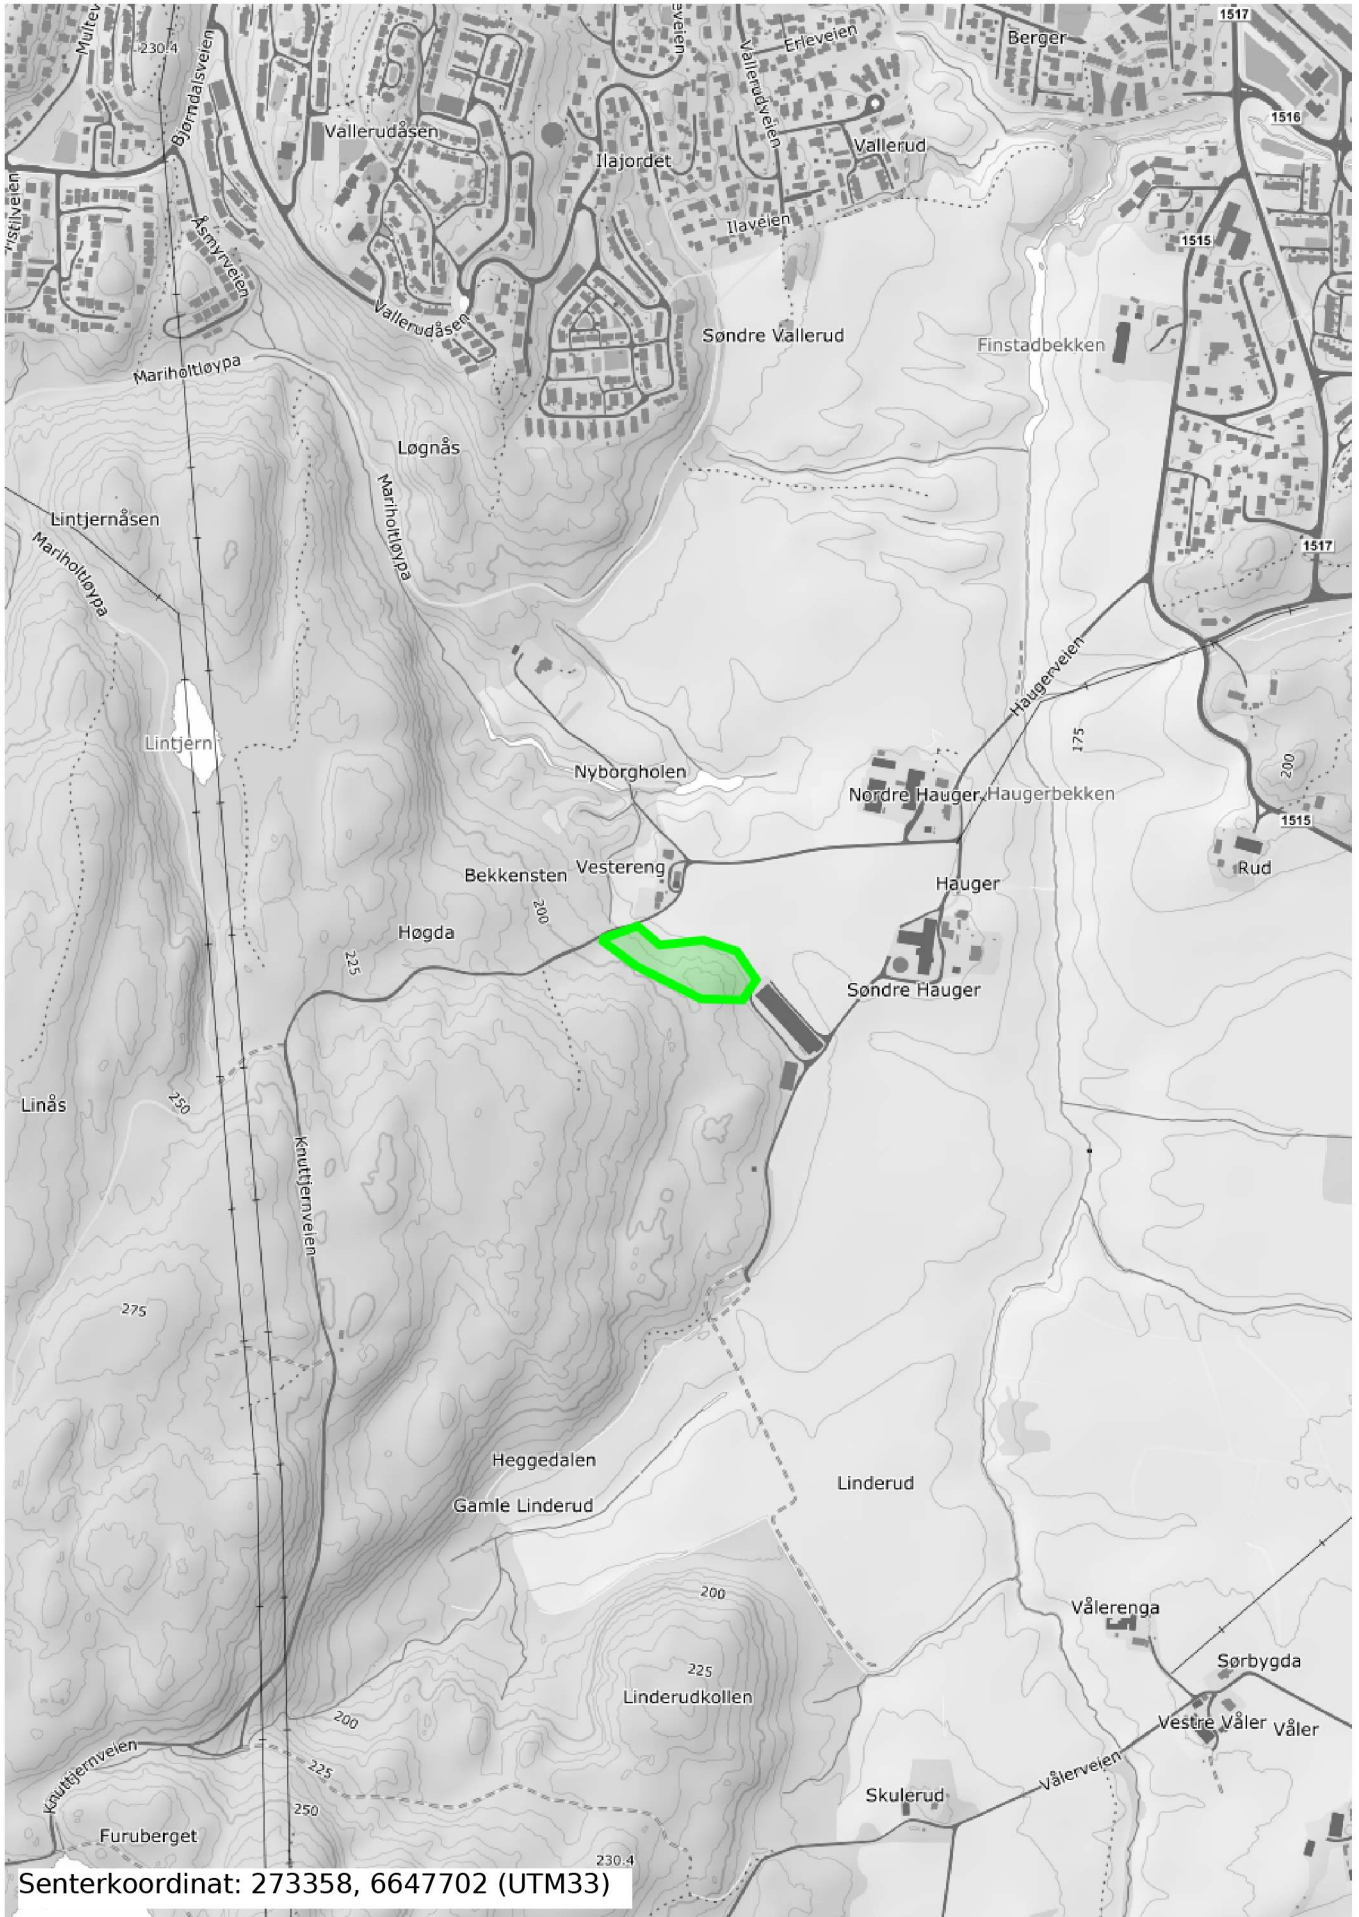 1517
Multev
230.4
Bjørndalsveien
eveien
Vallerudveien
Erleveien
Berger
1516
Vallerudåsen
Ilajordet
Vallerud
ristilveien
Åsmyrveien
Ilaveien
1515
Vallerudåsen
Søndre Vallerud
Finstadbekken
Mariholtløypa
Løgnås
Mariholtløypa
Lintjernåsen
Mariholtløypa
1517
Haugerveien
Lintjern
175
200
Nyborgholen
Nordre Hauger
Haugerbekken
1515
Bekkensten
Vestereng
Hauger
Rud
200
Høgda
225
Søndre Hauger
250
Linås
Knuttjernveien
275
Heggedalen
Linderud
Gamle Linderud
200
Vålerenga
225
Sørbygda
Linderudkollen
200
Vestre Våler
Våler
Knuttjernveien
225
Vålerveien
Skulerud
250
Furuberget
230.4
Senterkoordinat: 273358, 6647702 (UTM33)